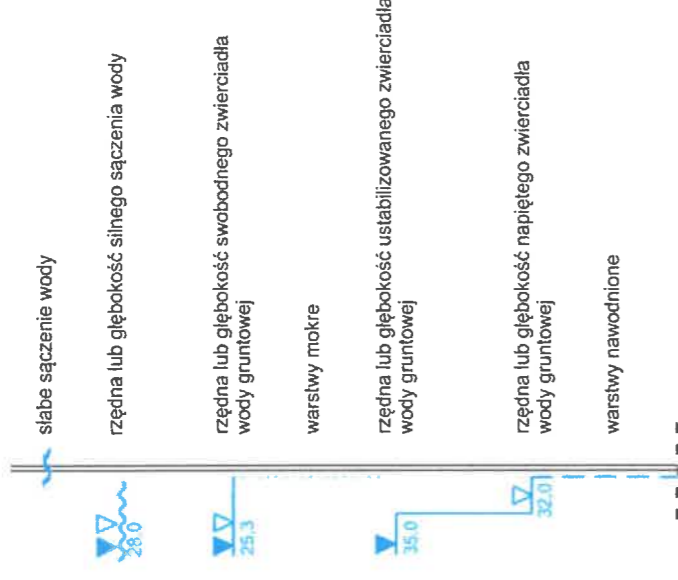 słabe sączenie wody
28,0
rzędna lub głębokość silnego sączenia wody
25,3
rzędna lub głębokość swobodnego zwierciadła
wody gruntowej
warstwy mokre
35.0
rzędna lub głębokość ustabilizowanego zwierciadła
wody gruntowej
32.0
rzędna lub głębokość napiętego zwierciadła
wody gruntowej
warstwy nawodnione